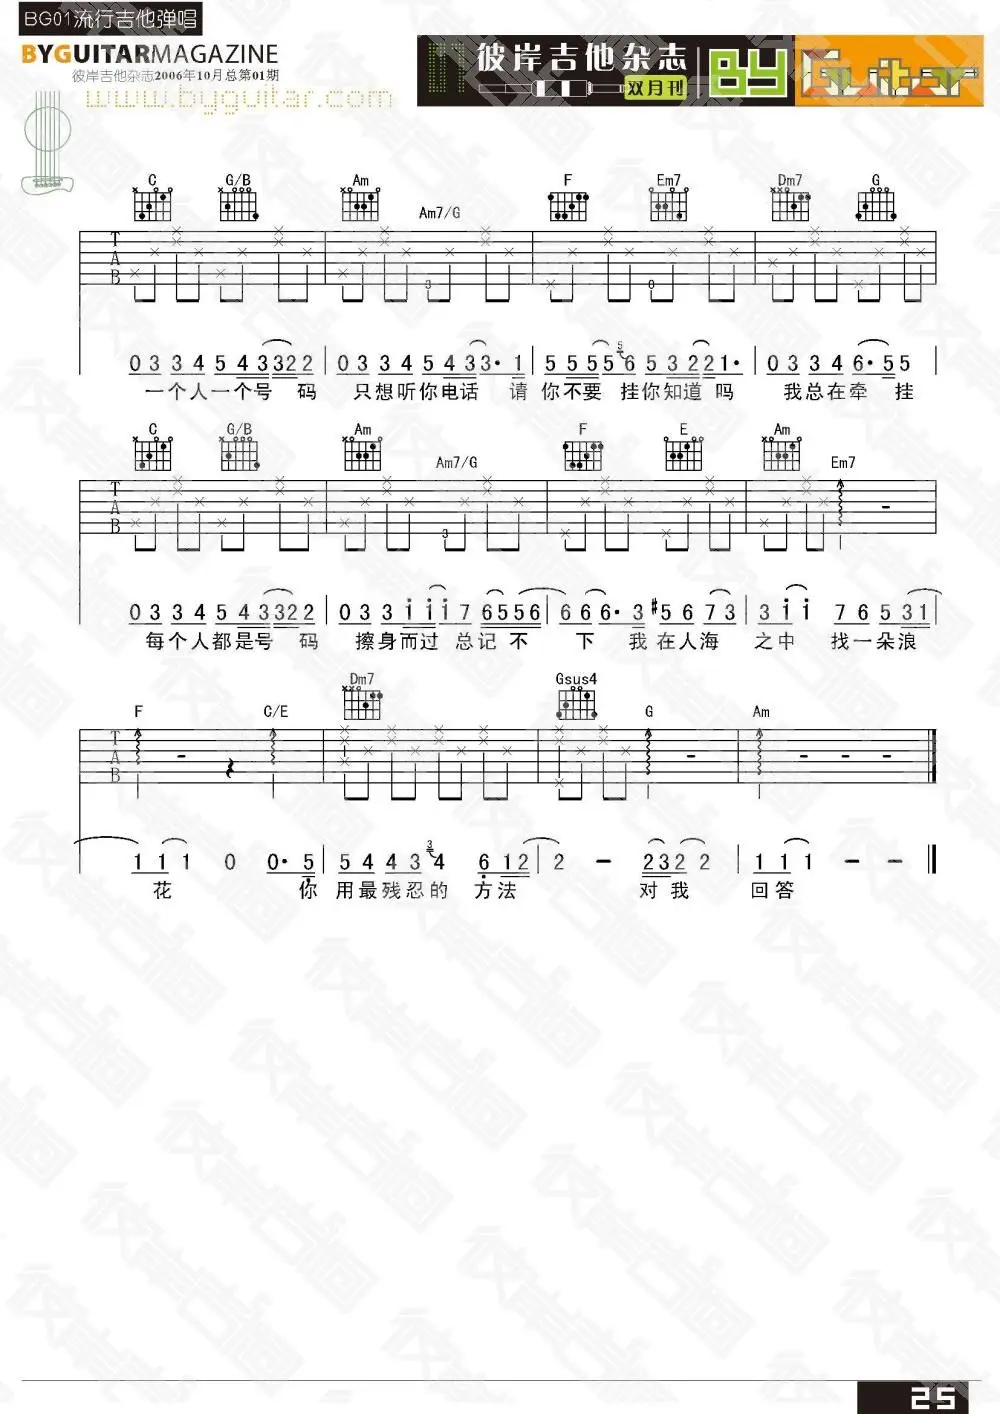 BG01流行吉他弹唱
BYGUITARMAGAZINE
彼岸吉他杂志2006年10月总第01期
www.byguitar.com
彼岸吉他杂志 双月刊 BY Guitar
C G/B Am Am7/G F Em7 Dm7 G
T
A
B
3 0
0 3 3 4 5 4 3 3 2 2 2 | 0 3 3 4 5 4 3 3· 1 | 5 5 5 5 5 6 5 3 2 2 1· | 0 3 3 4 6· 5 5
一个人一个号 码 只想听你电话 请 你不要 挂你知道 吗 我总在牵 挂
C G/B Am Am7/G F E Am Em7
T
A
B
3
0 3 3 4 5 4 3 3 2 2 2 | 0 3 3 i i i 7 6 5 5 6 | 6 6 6· 3 #5 6 7 3 | 3 i i 7 6 5 3 1
每个人都是号 码 擦身而过 总记 不 下 我在人海 之中 找一朵浪
F C/E Dm7 Gsus4 G Am
T
A
B
1 1 1 0 0· 5 | 5 4 4 3 3 4 6 1 2 | 2 - 2 3 2 2 | 1 1 1 - -
花 你 用最残忍的 方法 对我 回答
25